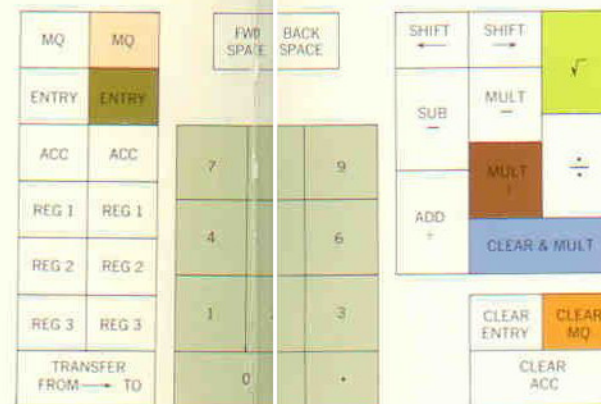 MQ MQ
ENTRY ENTRY
ACC ACC
REG 1 REG 1
REG 2 REG 2
REG 3 REG 3
TRANSFER
FROM → TO
FWD BACK
SPACE SPACE
7 9
4 6
1 3
0 .
SHIFT SHIFT
← →
√
SUB MULT
− −
MULT
÷
ADD
+
CLEAR & MULT
CLEAR CLEAR
ENTRY MQ
CLEAR
ACC